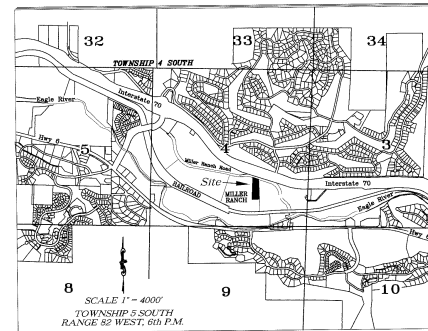 32
33
34
TOWNSHIP 4 SOUTH
Interstate 70
Eagle River
Hwy 6
5
4
3
Miller Ranch Road
Site
MILLER
RANCH
RAILROAD
Interstate 70
Eagle River
Hwy 6
8
9
10
SCALE 1" = 4000'
TOWNSHIP 5 SOUTH
RANGE 82 WEST, 6th P.M.